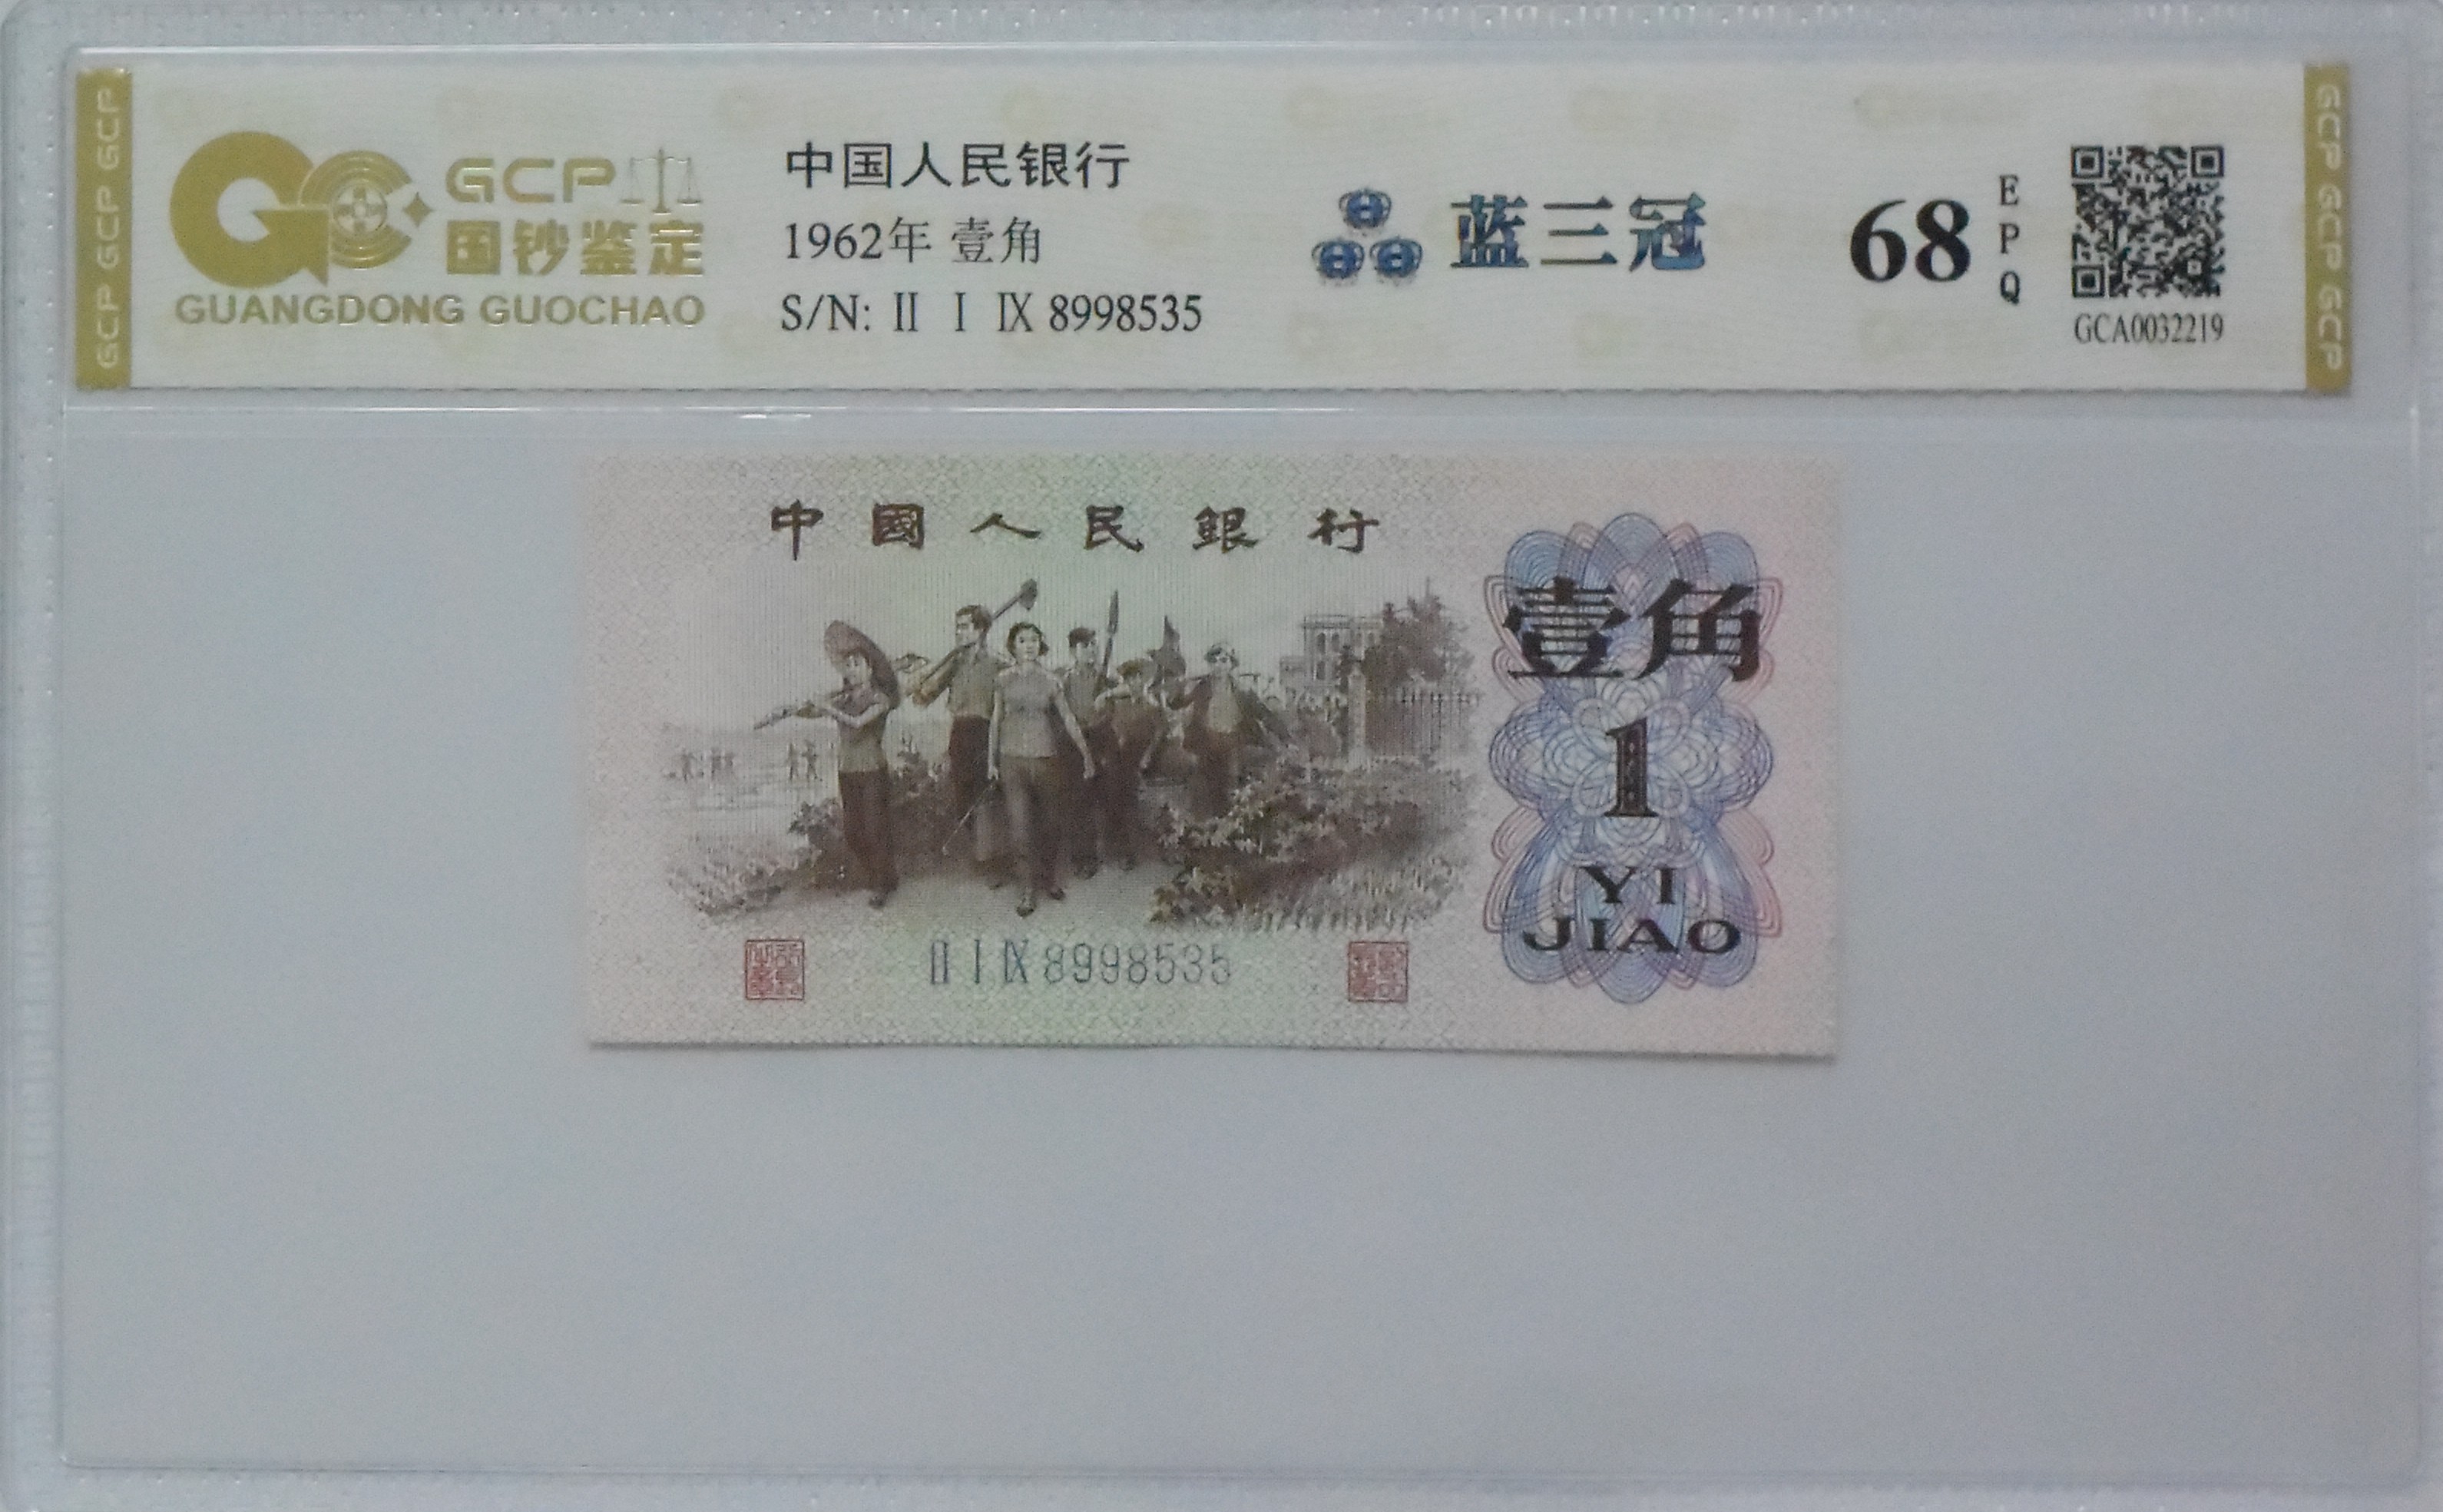 GCP GCP GCP
GCP
国钞鉴定
GUANGDONG GUOCHAO
中国人民银行
1962年 壹角
S/N: Ⅱ Ⅰ Ⅸ 8998535
蓝三冠
68
E
P
Q
GCA0032219
GCP GCP GCP
中國人民銀行
壹角
1
YI
JIAO
Ⅱ Ⅰ Ⅸ 8998535